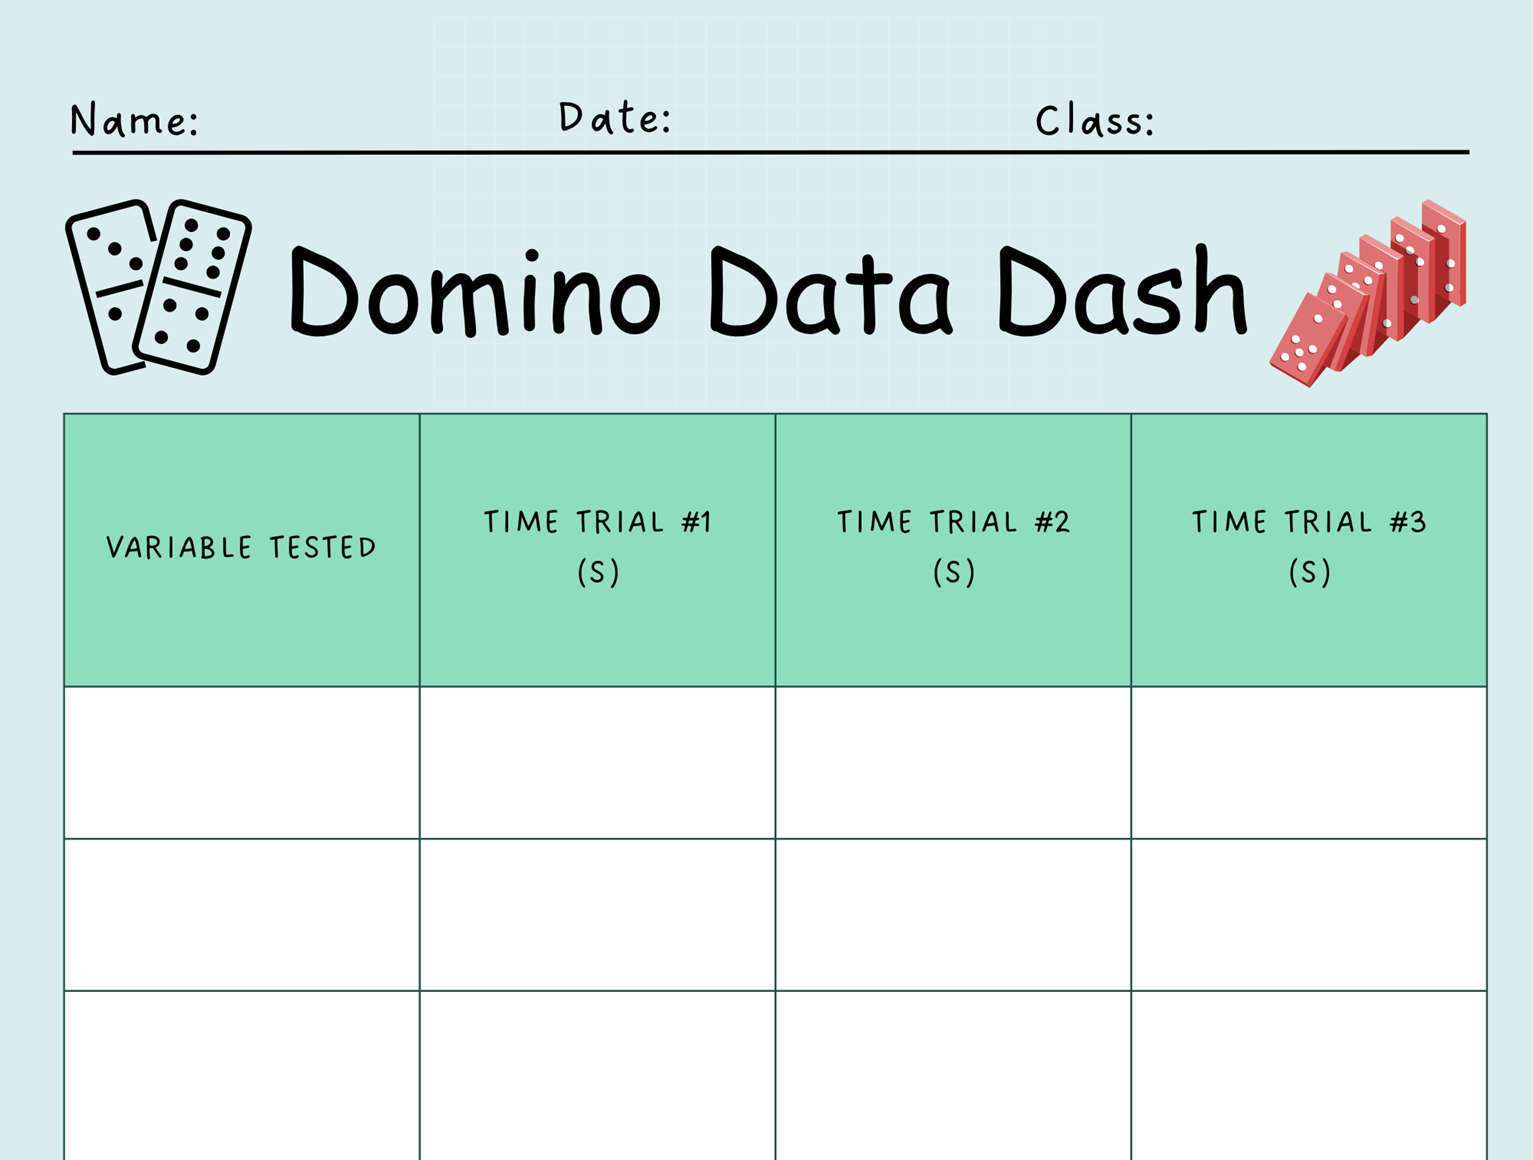 Name: Date: Class:
Domino Data Dash
VARIABLE TESTED
TIME TRIAL #1
(S)
TIME TRIAL #2
(S)
TIME TRIAL #3
(S)